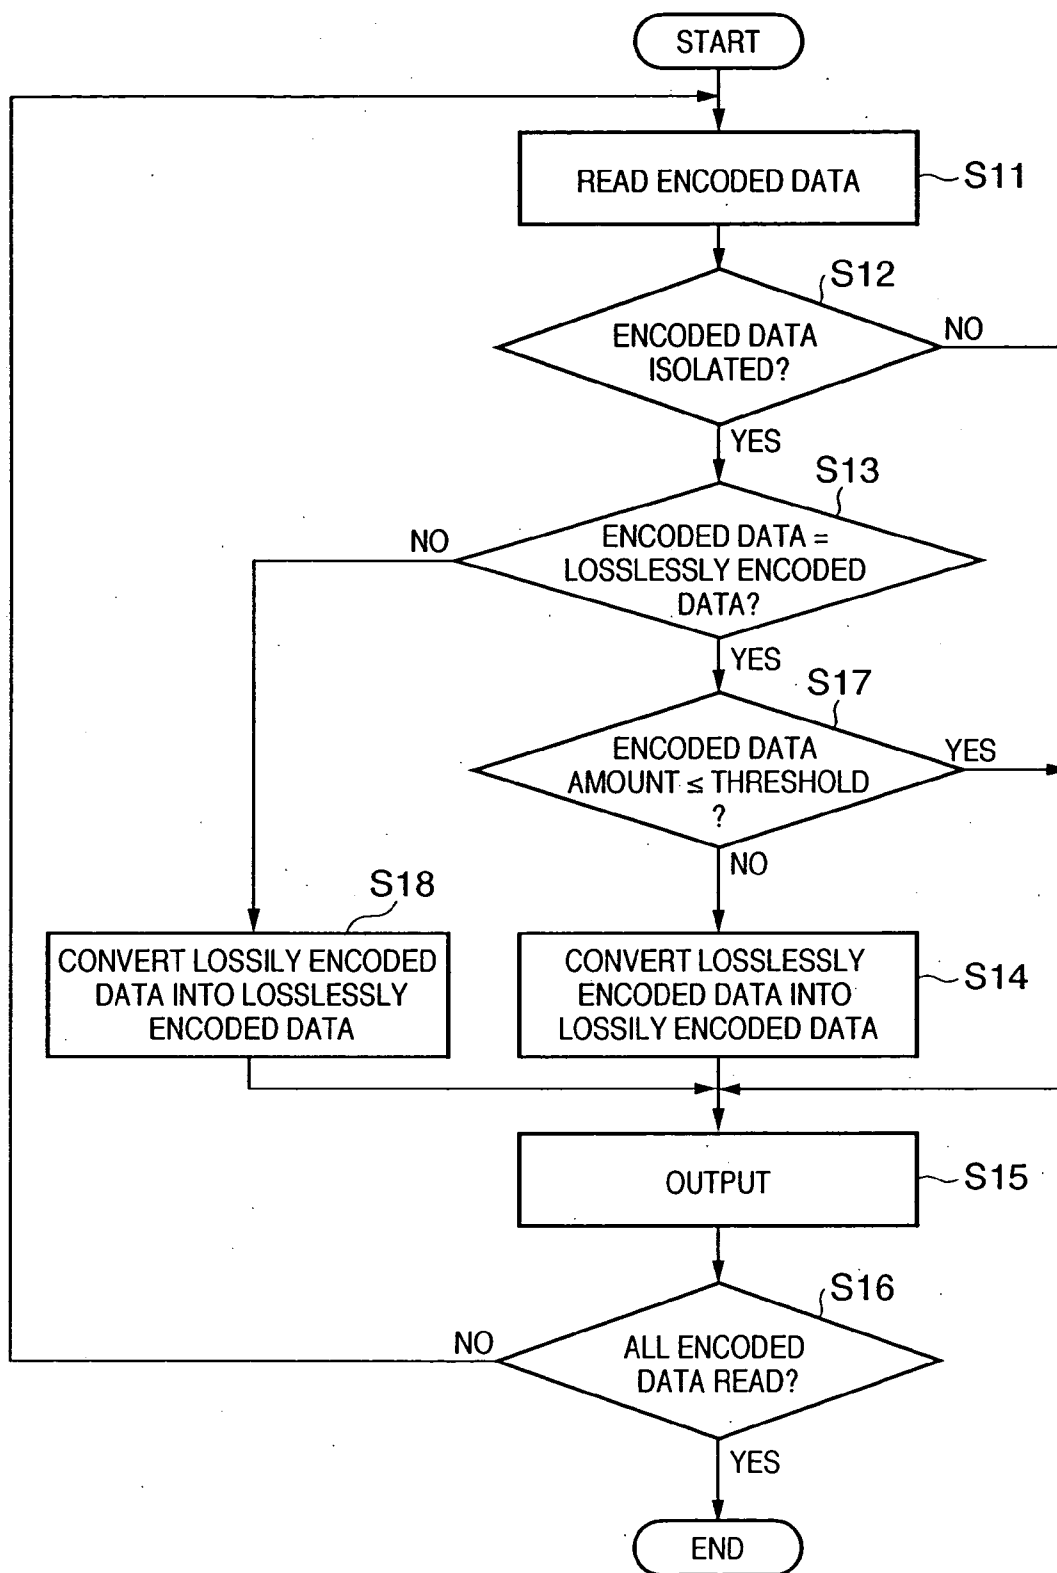 START
READ ENCODED DATA
S11
S12
ENCODED DATA
ISOLATED?
NO
YES
S13
NO
ENCODED DATA =
LOSSLESSLY ENCODED
DATA?
YES
S17
ENCODED DATA
AMOUNT ≤ THRESHOLD
?
YES
NO
S18
CONVERT LOSSILY ENCODED
DATA INTO LOSSLESSLY
ENCODED DATA
CONVERT LOSSLESSLY
ENCODED DATA INTO
LOSSILY ENCODED DATA
S14
OUTPUT
S15
S16
NO
ALL ENCODED
DATA READ?
YES
END